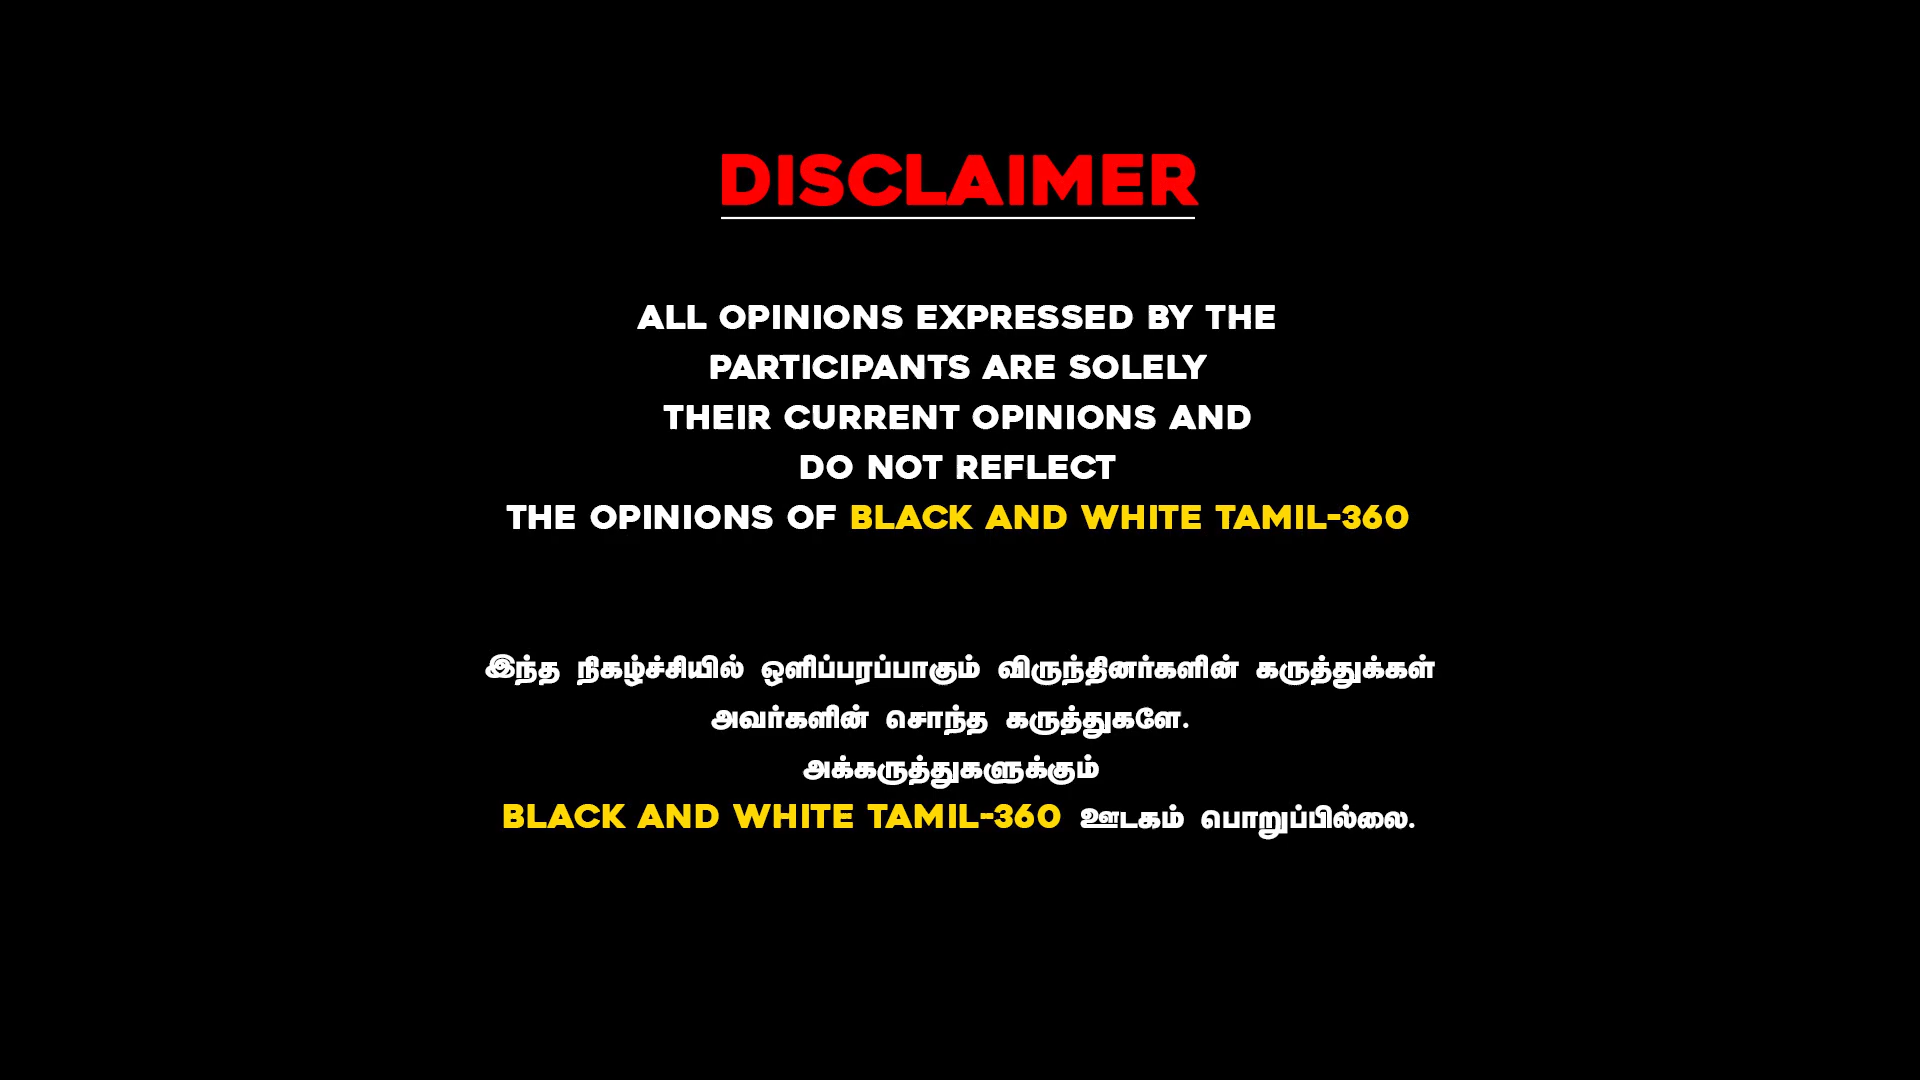 DISCLAIMER
ALL OPINIONS EXPRESSED BY THE
PARTICIPANTS ARE SOLELY
THEIR CURRENT OPINIONS AND
DO NOT REFLECT
THE OPINIONS OF BLACK AND WHITE TAMIL-360
இந்த நிகழ்ச்சியில் ஒளிப்பரப்பாகும் விருந்தினர்களின் கருத்துக்கள்
அவர்களின் சொந்த கருத்துகளே.
அக்கருத்துகளுக்கும்
BLACK AND WHITE TAMIL-360 ஊடகம் பொறுப்பில்லை.